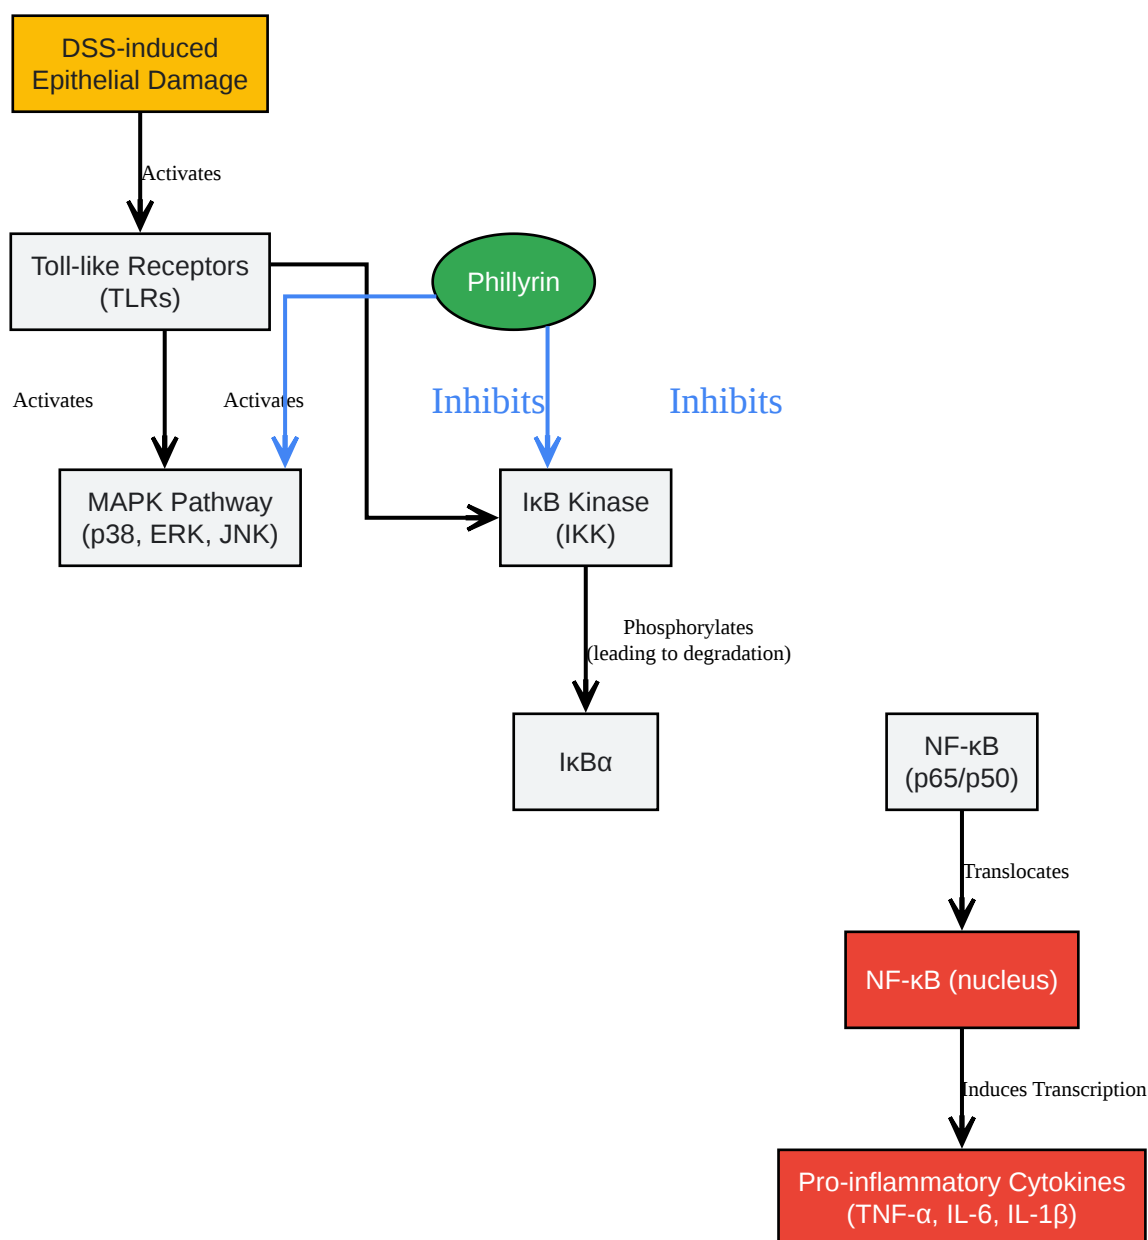 DSS-induced
Epithelial Damage
Activates
Toll-like Receptors
(TLRs)
Phillyrin
Activates
Activates
Inhibits
Inhibits
MAPK Pathway
(p38, ERK, JNK)
IκB Kinase
(IKK)
Phosphorylates
(leading to degradation)
IκBα
NF-κB
(p65/p50)
Translocates
NF-κB (nucleus)
Induces Transcription
Pro-inflammatory Cytokines
(TNF-α, IL-6, IL-1β)